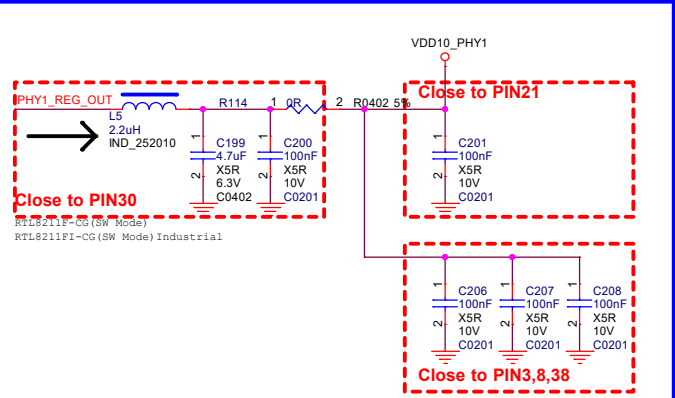 VDD10_PHY1
Close to PIN21
PHY1_REG_OUT
R114
1
0R
2
R0402
5%
L5
2.2uH
IND_252010
1
2
C199
4.7uF
X5R
6.3V
C0402
1
2
C200
100nF
X5R
10V
C0201
1
2
C201
100nF
X5R
10V
C0201
Close to PIN30
RTL8211F-CG(SW Mode)
RTL8211FI-CG(SW Mode)Industrial
1
2
C206
100nF
X5R
10V
C0201
1
2
C207
100nF
X5R
10V
C0201
1
2
C208
100nF
X5R
10V
C0201
Close to PIN3,8,38